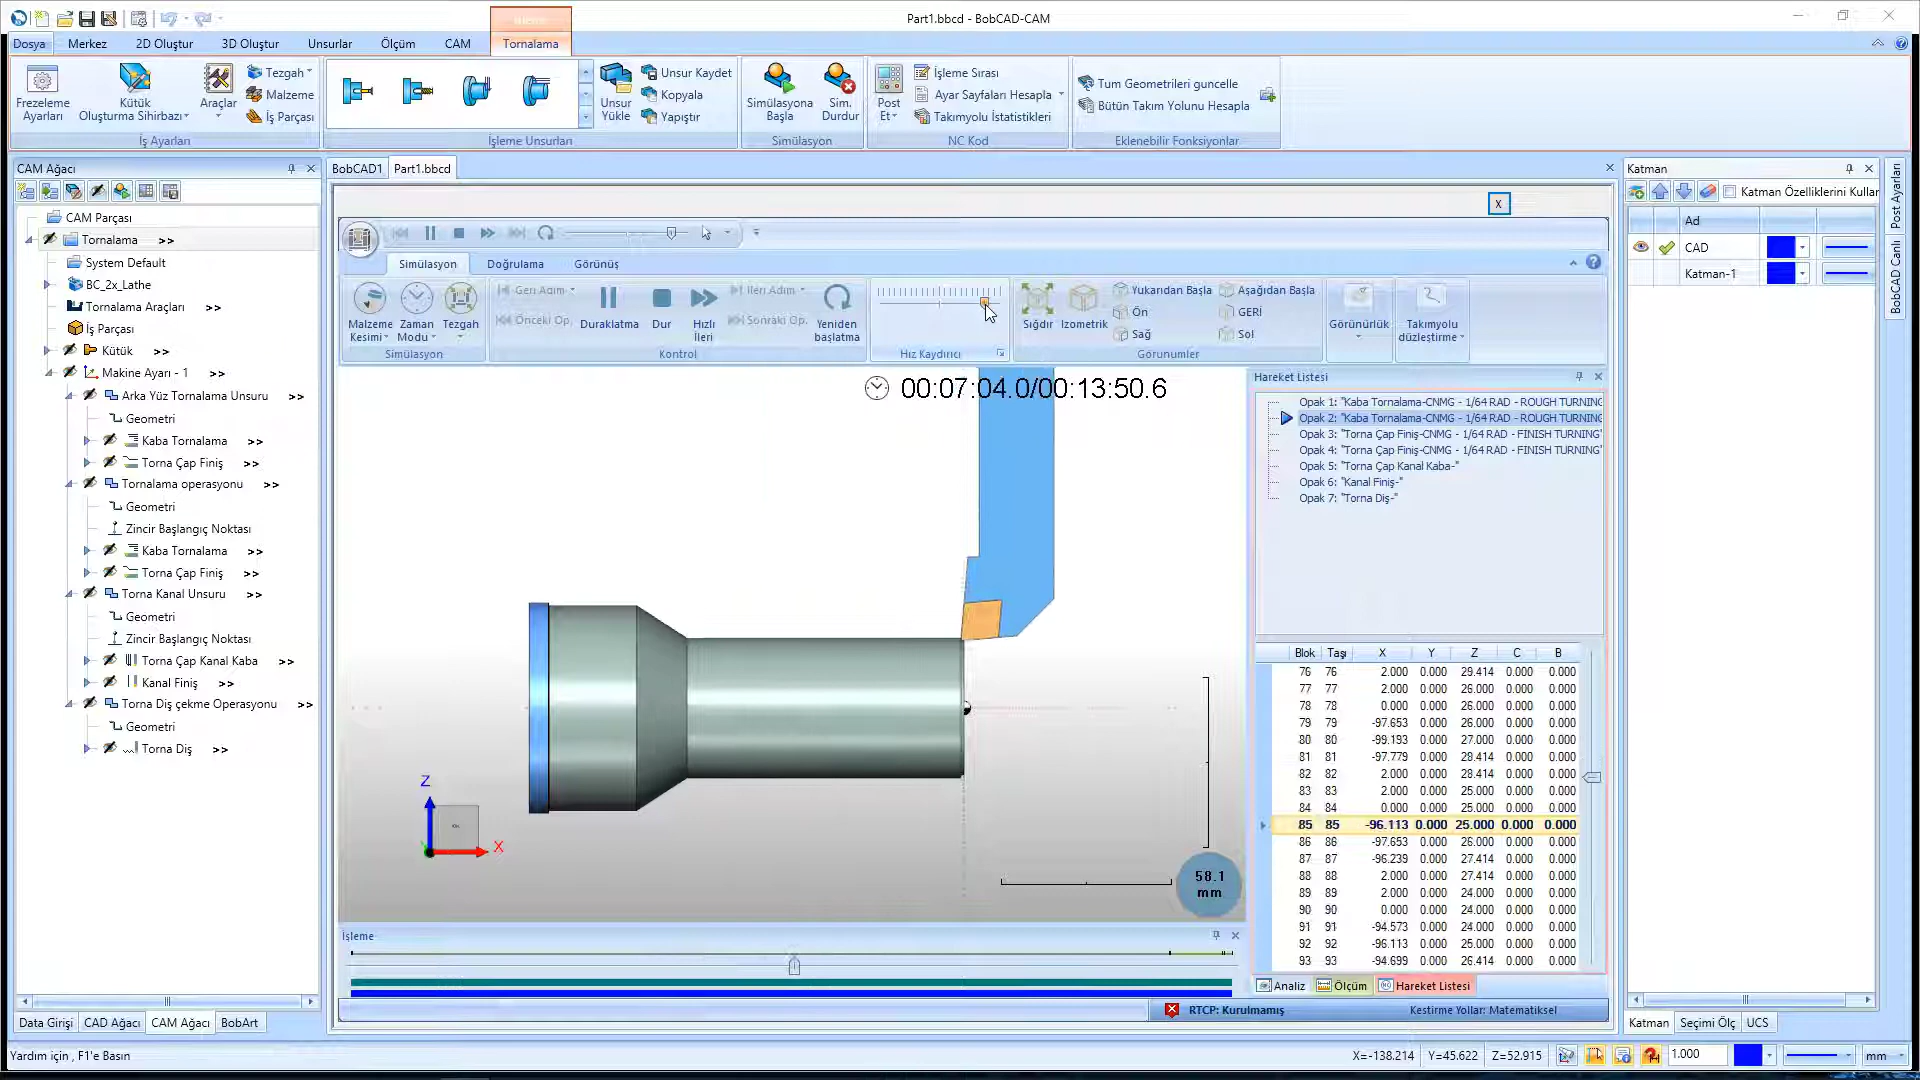 Part1.bbcd - BobCAD-CAM
Dosya
Merkez
2D Oluştur
3D Oluştur
Unsurlar
Ölçüm
CAM
Tornalama
Frezeleme
Ayarları
Kütük
Oluşturma Sihirbazı
Araçlar
Tezgah
Malzeme
İş Parçası
İş Ayarları
Unsur
Yükle
Unsur Kaydet
Kopyala
Yapıştır
İşleme Unsurları
Simülasyona
Başla
Sim.
Durdur
Simülasyon
Post
Et
İşleme Sırası
Ayar Sayfaları Hesapla
Takımyolu İstatistikleri
NC Kod
Tum Geometrileri guncelle
Bütün Takım Yolunu Hesapla
Eklenebilir Fonksiyonlar
CAM Ağacı
CAM Parçası
Tornalama >>
System Default
BC_2x_Lathe
Tornalama Araçları >>
İş Parçası
Kütük >>
Makine Ayarı - 1 >>
Arka Yüz Tornalama Unsuru >>
Geometri
Kaba Tornalama >>
Torna Çap Finiş >>
Tornalama operasyonu >>
Geometri
Zincir Başlangıç Noktası
Kaba Tornalama >>
Torna Çap Finiş >>
Torna Kanal Unsuru >>
Geometri
Zincir Başlangıç Noktası
Torna Çap Kanal Kaba >>
Kanal Finiş >>
Torna Diş çekme Operasyonu >>
Geometri
Torna Diş >>
Data Girişi
CAD Ağacı
CAM Ağacı
BobArt
Yardım için , F1'e Basın
BobCAD1
Part1.bbcd
X
Simülasyon
Doğrulama
Görünüş
Malzeme
Kesimi
Zaman
Modu
Tezgah
Simülasyon
Geri Adım
Önceki Op.
Duraklatma
Dur
Hızlı
İleri
İleri Adım
Sonraki Op.
Yeniden
başlatma
Kontrol
Hız Kaydırıcı
Sığdır
Izometrik
Yukarıdan Başla
Ön
Sağ
Aşağıdan Başla
GERİ
Sol
Görünümler
Görünürlük
Takımyolu
düzleştirme
00:07:04.0/00:13:50.6
Z
X
58.1
mm
İşleme
RTCP: Kurulmamış
Kestirme Yollar: Matematiksel
Hareket Listesi
Opak 1: "Kaba Tornalama-CNMG - 1/64 RAD - ROUGH TURNING
Opak 2: "Kaba Tornalama-CNMG - 1/64 RAD - ROUGH TURNING
Opak 3: "Torna Çap Finiş-CNMG - 1/64 RAD - FINISH TURNING"
Opak 4: "Torna Çap Finiş-CNMG - 1/64 RAD - FINISH TURNING"
Opak 5: "Torna Çap Kanal Kaba-"
Opak 6: "Kanal Finiş-"
Opak 7: "Torna Diş-"
Blok Taşı X Y Z C B
76 76 2.000 0.000 29.414 0.000 0.000
77 77 2.000 0.000 26.000 0.000 0.000
78 78 0.000 0.000 26.000 0.000 0.000
79 79 -97.653 0.000 26.000 0.000 0.000
80 80 -99.193 0.000 27.000 0.000 0.000
81 81 -97.779 0.000 28.414 0.000 0.000
82 82 2.000 0.000 28.414 0.000 0.000
83 83 2.000 0.000 25.000 0.000 0.000
84 84 0.000 0.000 25.000 0.000 0.000
85 85 -96.113 0.000 25.000 0.000 0.000
86 86 -97.653 0.000 26.000 0.000 0.000
87 87 -96.239 0.000 27.414 0.000 0.000
88 88 2.000 0.000 27.414 0.000 0.000
89 89 2.000 0.000 24.000 0.000 0.000
90 90 0.000 0.000 24.000 0.000 0.000
91 91 -94.573 0.000 24.000 0.000 0.000
92 92 -96.113 0.000 25.000 0.000 0.000
93 93 -94.699 0.000 26.414 0.000 0.000
Analiz
Ölçüm
Hareket Listesi
Katman
Katman Özelliklerini Kullar
Ad
CAD
Katman-1
Post Ayarları
BobCAD Canlı
Katman
Seçimi Ölç
UCS
X=-138.214 Y=45.622 Z=52.915
1.000
mm